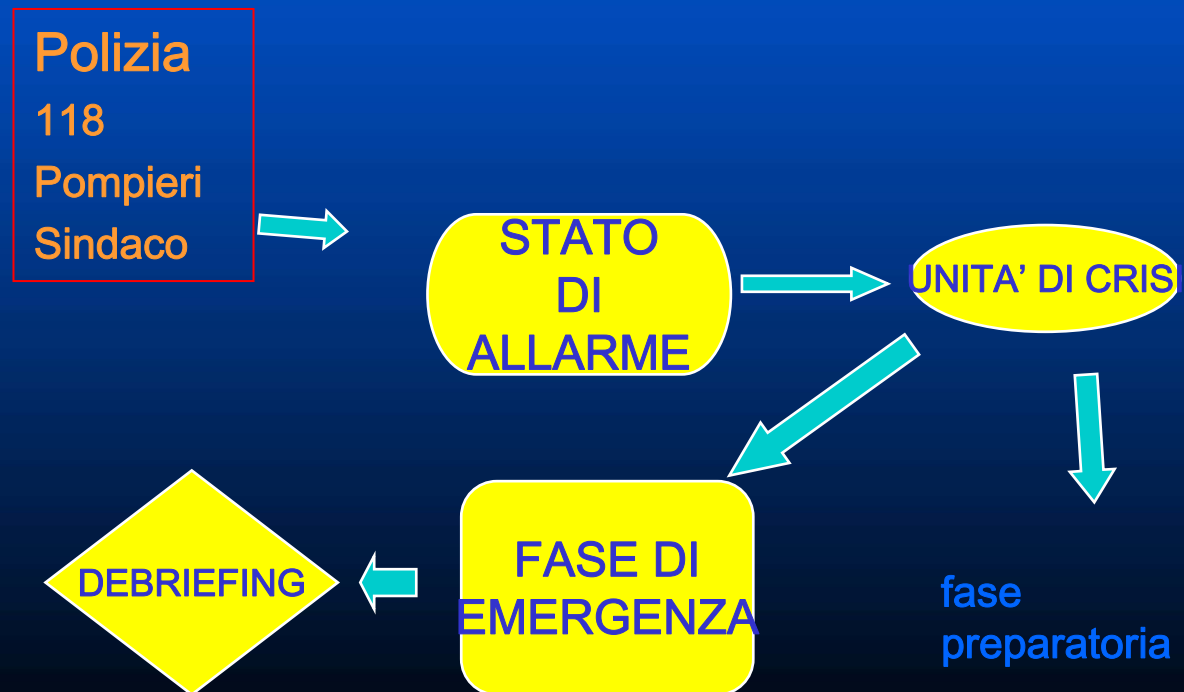 Polizia
118
Pompieri
Sindaco
STATO
DI
ALLARME
UNITA’ DI CRISI
FASE DI
EMERGENZA
DEBRIEFING
fase
preparatoria